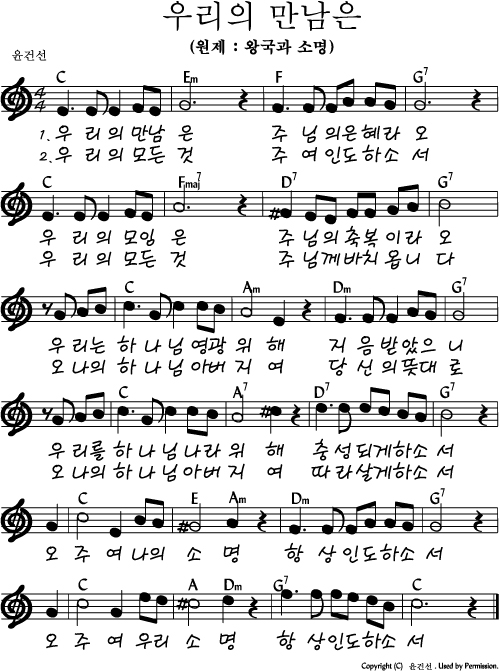 우리의 만남은
(원제 : 왕국과 소명)
윤건선
C Em F G7
4 4
1. 우 리 의 만남 은 주 님 의은 혜라 오
2. 우 리 의 모든 것 주 여 인도 하소 서
C Fmaj7 D7 G7
우 리 의 모임 은 주 님의 축복 이라 오
우 리 의 모든 것 주 님께 바치 옵니 다
C Am Dm G7
우 리는 하 나님 영광 위 해 지 음 받았 으 니
오 나의 하 나님 아버 지 여 당 신 의뜻 대 로
C A7 D7 G7
우 리를 하 나 님 나라 위 해 충 성되 게하 소 서
오 나의 하 나 님 아버 지 여 따 라살 게하 소 서
C E Am Dm G7
오 주 여 나의 소 명 항 상 인도 하소 서
C A Dm G7 C
오 주 여 우리 소 명 항 상 인도 하소 서
Copyright (C) 윤건선 . Used by Permission.